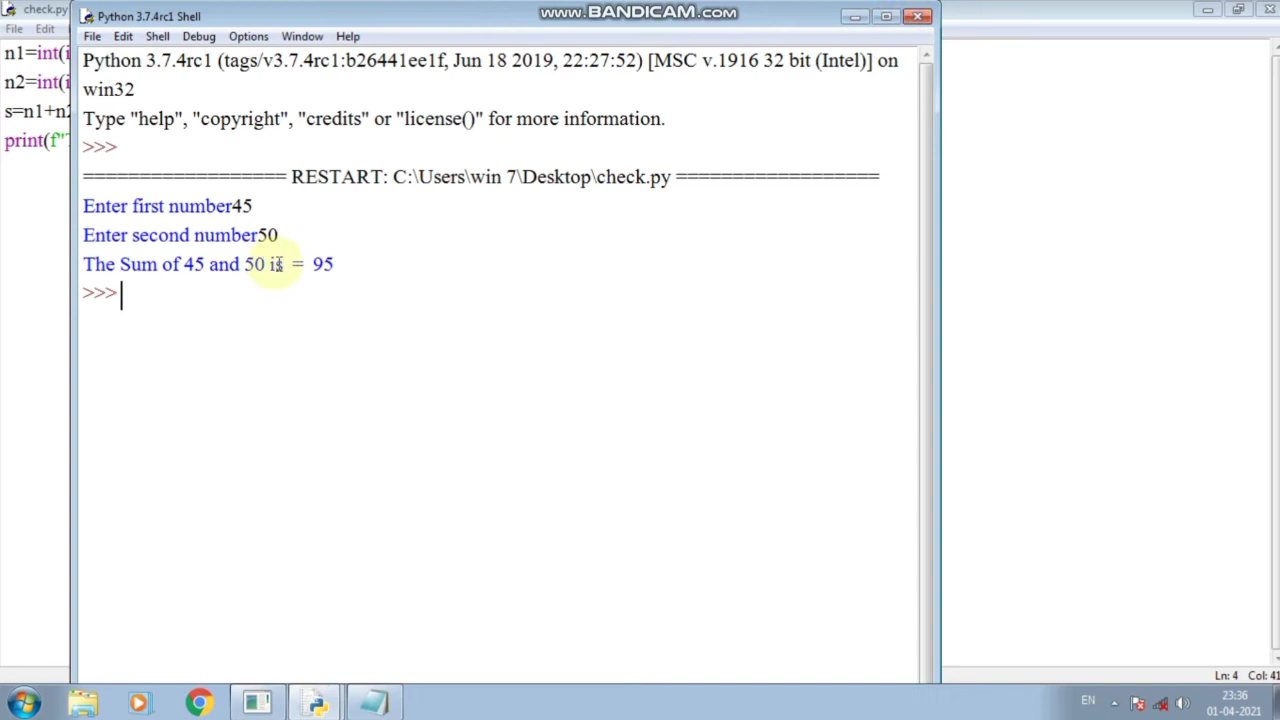 check.py
Python 3.7.4rc1 Shell
www.BANDICAM.com
File Edit
File Edit Shell Debug Options Window Help
n1=int(i
n2=int(i
s=n1+n2
print(f"T
Python 3.7.4rc1 (tags/v3.7.4rc1:b26441ee1f, Jun 18 2019, 22:27:52) [MSC v.1916 32 bit (Intel)] on
win32
Type "help", "copyright", "credits" or "license()" for more information.
>>>
================== RESTART: C:\Users\win 7\Desktop\check.py ==================
Enter first number45
Enter second number50
The Sum of 45 and 50 is = 95
>>>
Ln: 4 Col: 41
EN
23:36
01-04-2021